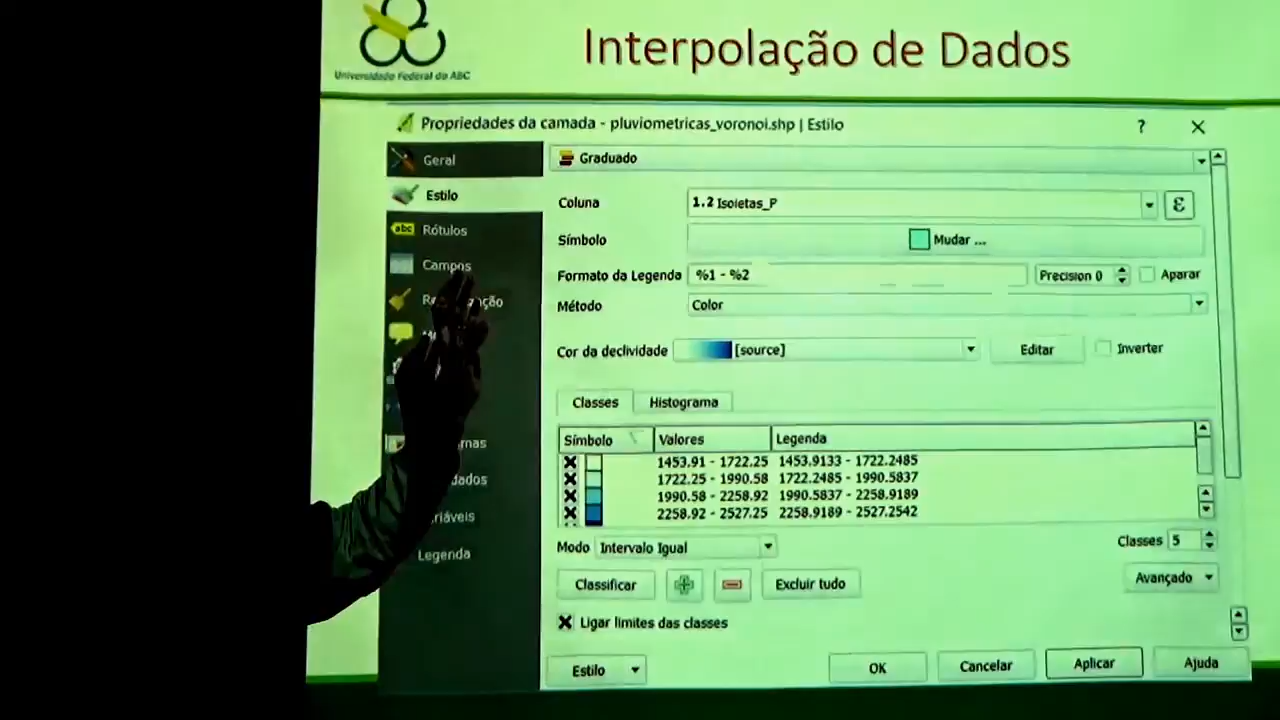 Universidade Federal do ABC
Interpolação de Dados
Propriedades da camada - pluviometricas_voronoi.shp | Estilo
?
Geral
Estilo
Rótulos
Campos
Legenda
Graduado
Coluna
1.2 Isoietas_P
ε
Símbolo
Mudar ...
Formato da Legenda
%1 - %2
Precision 0
Aparar
Método
Color
Cor da declividade
[source]
Editar
Inverter
Classes
Histograma
Símbolo Valores Legenda
1453.91 - 1722.25 1453.9133 - 1722.2485
1722.25 - 1990.58 1722.2485 - 1990.5837
1990.58 - 2258.92 1990.5837 - 2258.9189
2258.92 - 2527.25 2258.9189 - 2527.2542
Modo Intervalo Igual
Classes 5
Classificar
Excluir tudo
Avançado
Ligar limites das classes
Estilo
OK
Cancelar
Aplicar
Ajuda